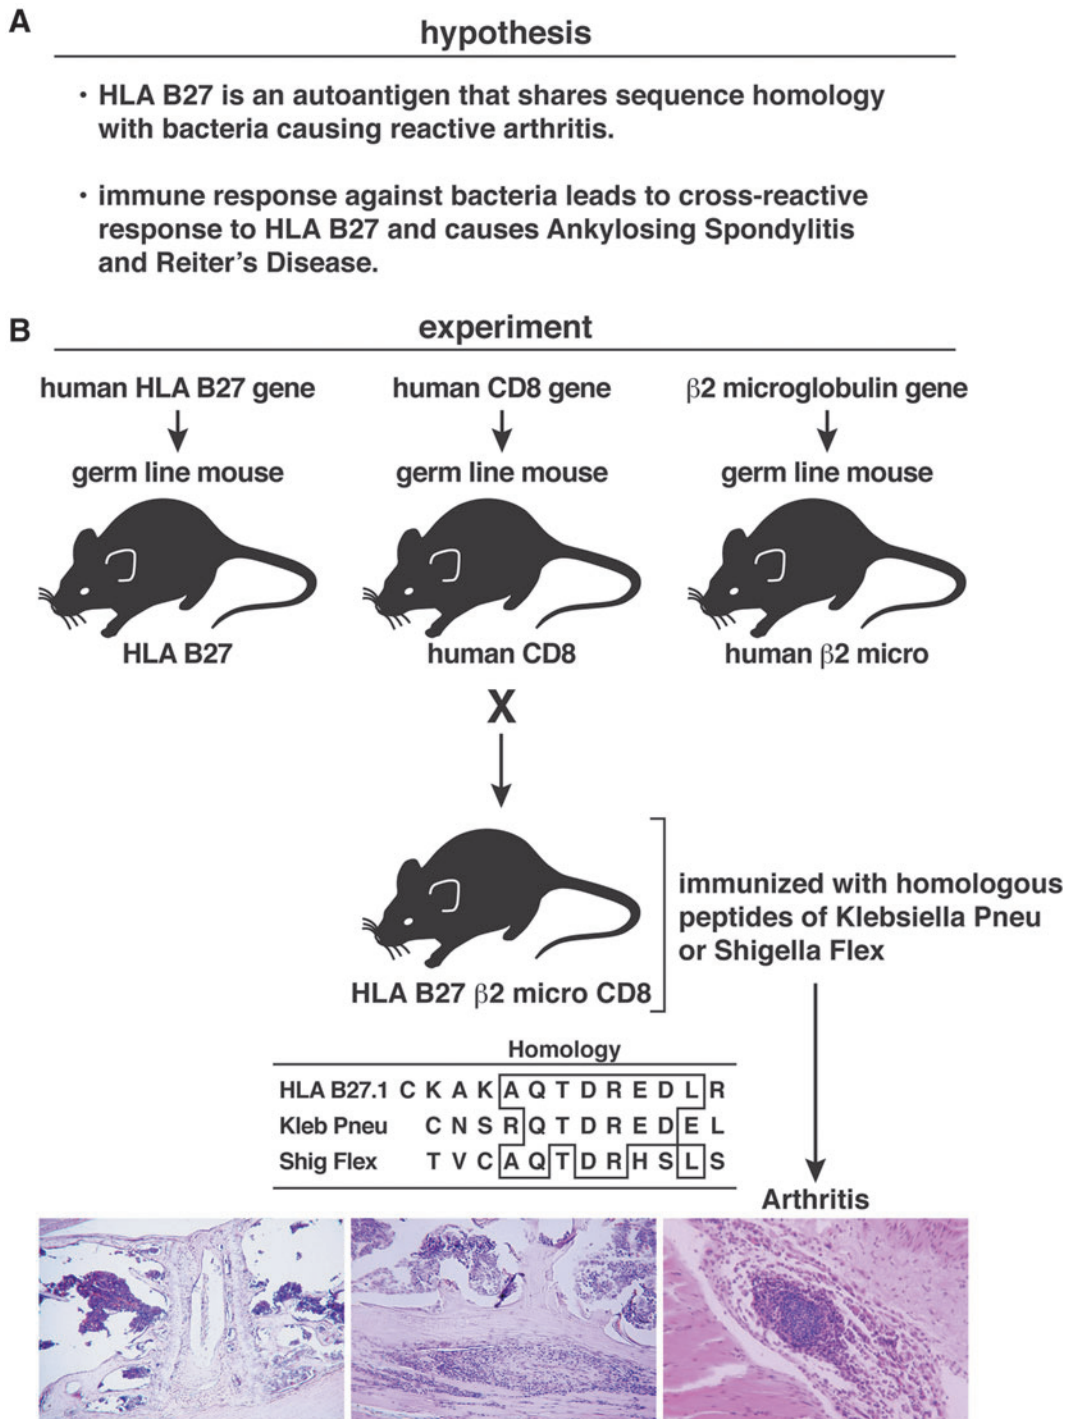 A
hypothesis
· HLA B27 is an autoantigen that shares sequence homology
with bacteria causing reactive arthritis.
· immune response against bacteria leads to cross-reactive
response to HLA B27 and causes Ankylosing Spondylitis
and Reiter's Disease.
B
experiment
human HLA B27 gene human CD8 gene β2 microglobulin gene
germ line mouse germ line mouse germ line mouse
HLA B27 human CD8 human β2 micro
X
immunized with homologous
peptides of Klebsiella Pneu
or Shigella Flex
HLA B27 β2 micro CD8
Homology
HLA B27.1 C K A K A Q T D R E D L R
Kleb Pneu C N S R Q T D R E D E L
Shig Flex T V C A Q T D R H S L S
Arthritis